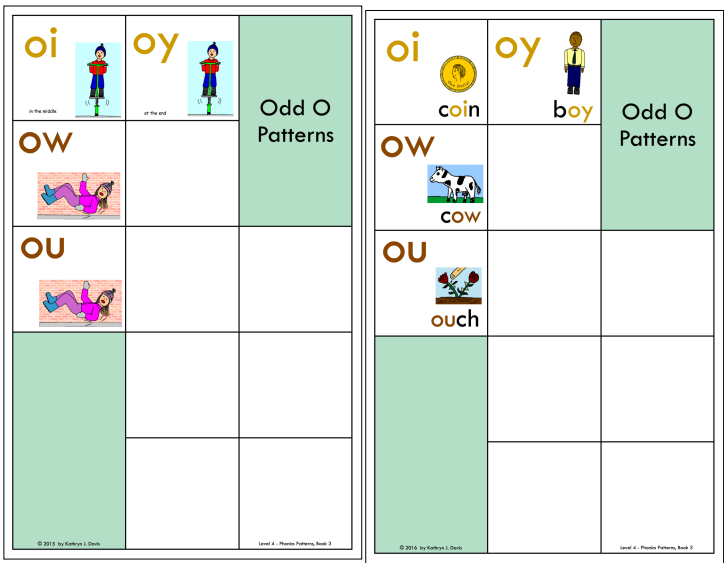 oi
in the middle
oy
at the end
Odd O
Patterns
ow
ou
© 2015 by Kathryn J. Davis
Level 4 - Phonics Patterns, Book 3
oi
coin
oy
boy
Odd O
Patterns
ow
cow
ou
ouch
© 2016 by Kathryn J. Davis
Level 4 - Phonics Patterns, Book 3